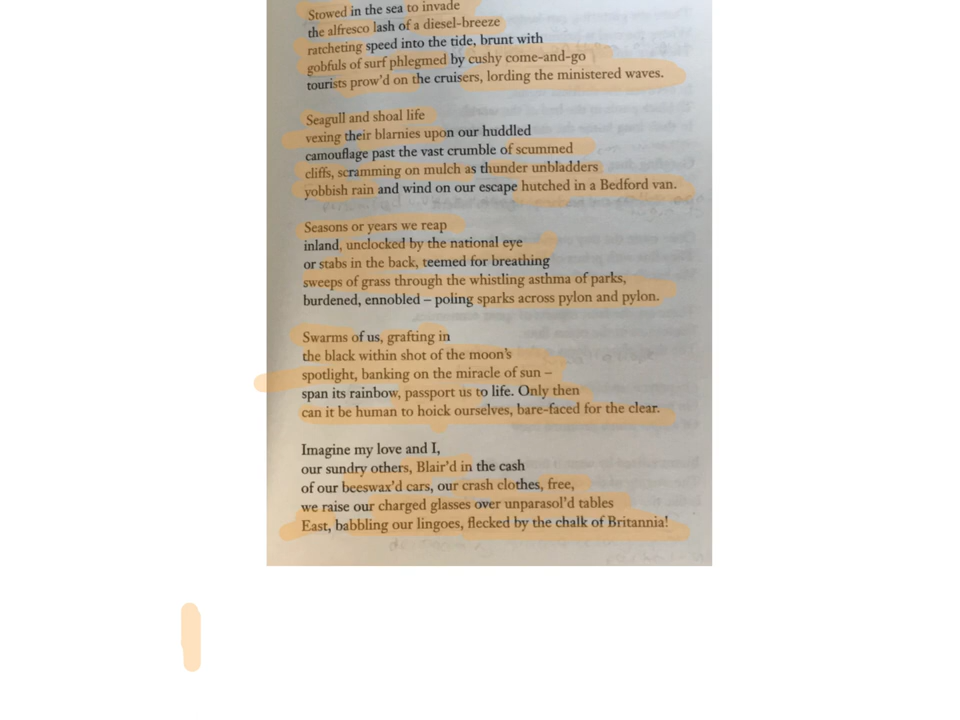 Stowed in the sea to invade
the alfresco lash of a diesel-breeze
ratcheting speed into the tide, brunt with
gobfuls of surf phlegmed by cushy come-and-go
tourists prow'd on the cruisers, lording the ministered waves.
Seagull and shoal life
vexing their blarnies upon our huddled
camouflage past the vast crumble of scummed
cliffs, scramming on mulch as thunder unbladders
yobbish rain and wind on our escape hutched in a Bedford van.
Seasons or years we reap
inland, unclocked by the national eye
or stabs in the back, teemed for breathing
sweeps of grass through the whistling asthma of parks,
burdened, ennobled – poling sparks across pylon and pylon.
Swarms of us, grafting in
the black within shot of the moon's
spotlight, banking on the miracle of sun –
span its rainbow, passport us to life. Only then
can it be human to hoick ourselves, bare-faced for the clear.
Imagine my love and I,
our sundry others, Blair'd in the cash
of our beeswax'd cars, our crash clothes, free,
we raise our charged glasses over unparasol'd tables
East, babbling our lingoes, flecked by the chalk of Britannia!